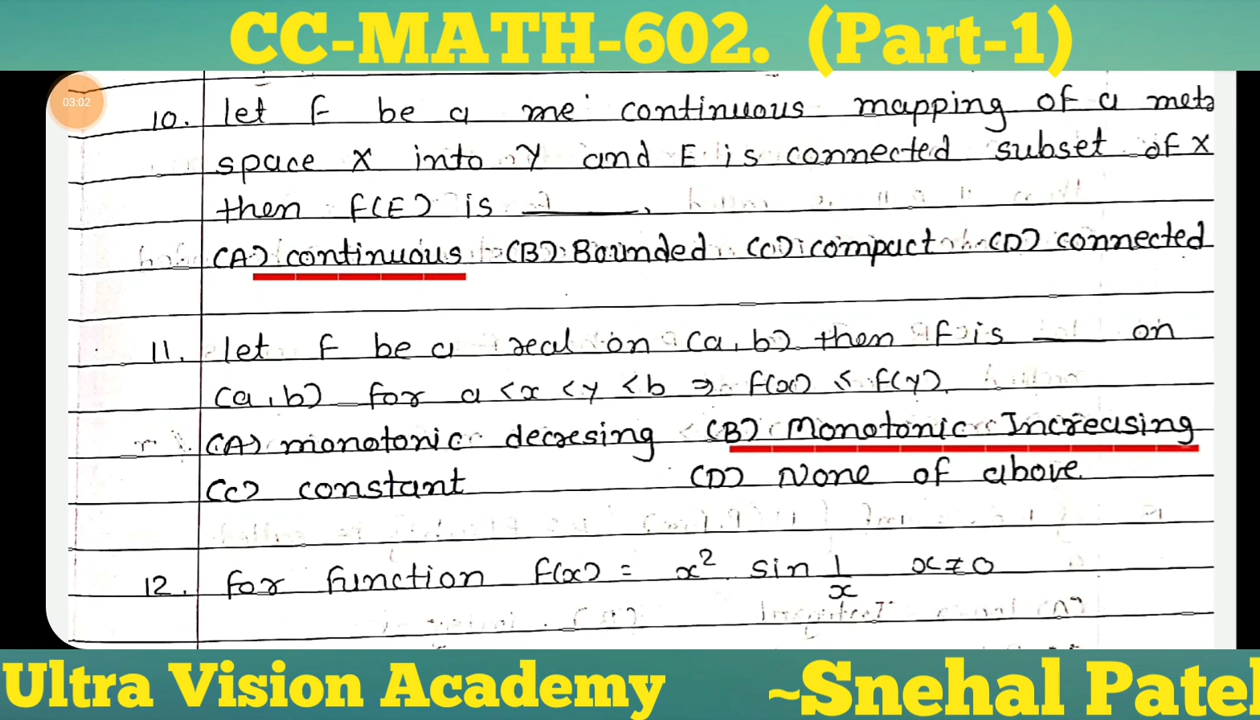 CC-MATH-602. (Part-1)
03:02
10. let f be a me continuous mapping of a met
space X into Y and E is connected subset of X
then f(E) is ______.
(A) continuous (B) Bounded (C) compact (D) connected
11. let f be a real on (a,b) then f is ____ on
(a,b) for a < x < y < b ⇒ f(x) ≤ f(y).
(A) monotonic decresing (B) Monotonic Increasing
(C) constant (D) None of above.
12. for function f(x) = x² sin 1/x x≠0
Ultra Vision Academy ~Snehal Patel